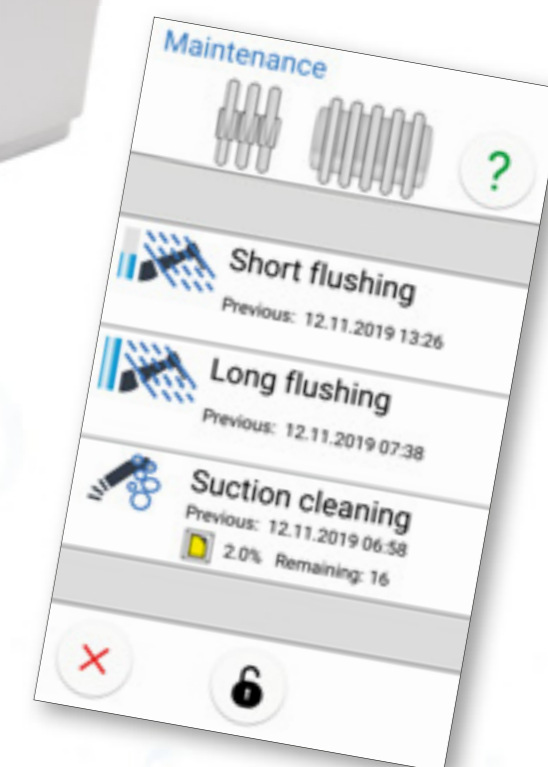 Maintenance
?
Short flushing
Previous: 12.11.2019 13:26
Long flushing
Previous: 12.11.2019 07:38
Suction cleaning
Previous: 12.11.2019 06:58
2.0% Remaining: 16